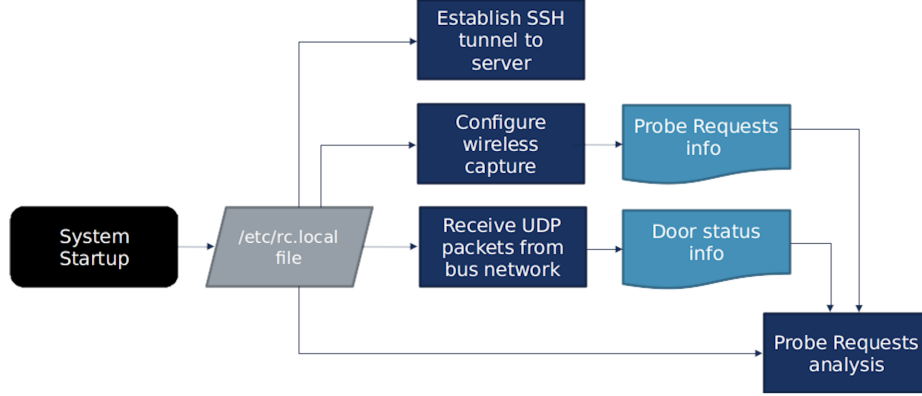 Establish SSH
tunnel to
server
Configure
wireless
capture
Probe Requests
info
System
Startup
/etc/rc.local
file
Receive UDP
packets from
bus network
Door status
info
Probe Requests
analysis